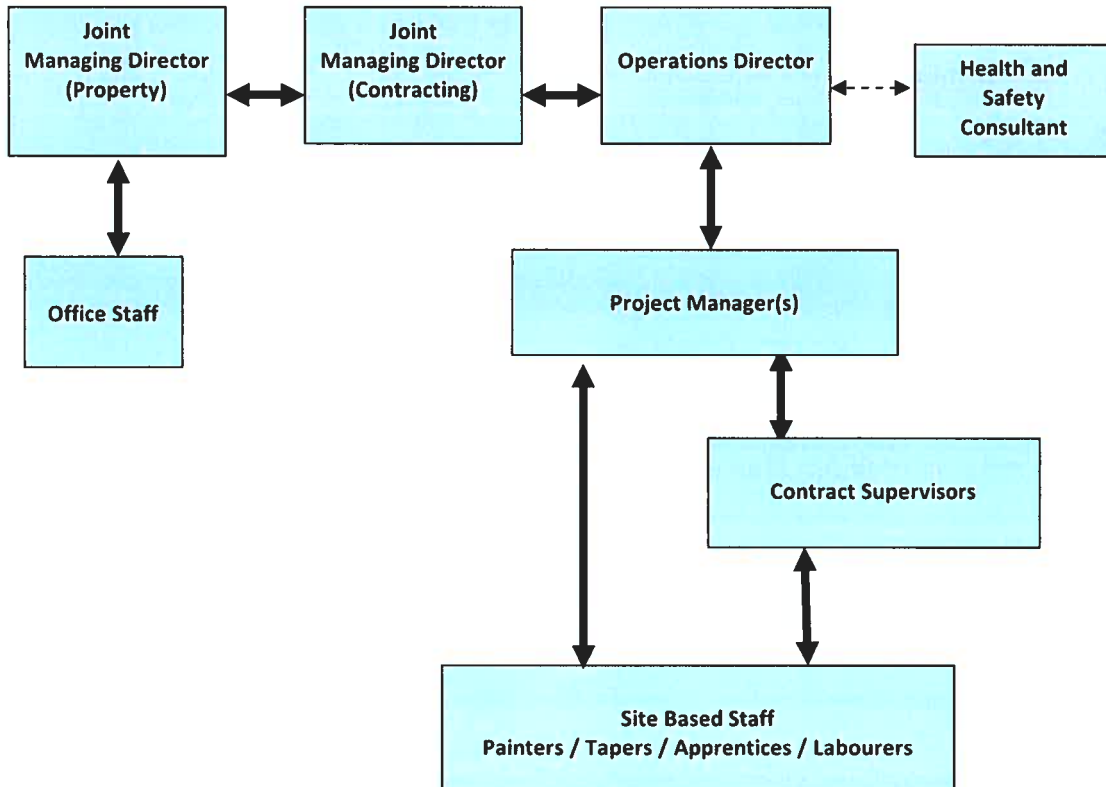 Joint
Managing Director
(Property)
Joint
Managing Director
(Contracting)
Operations Director
Health and
Safety
Consultant
Office Staff
Project Manager(s)
Contract Supervisors
Site Based Staff
Painters / Tapers / Apprentices / Labourers